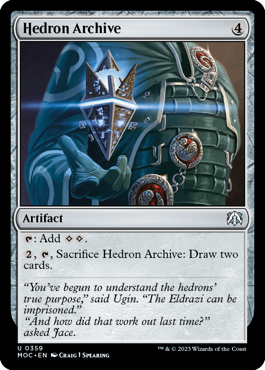 Hedron Archive 4
Artifact
: Add .
2, , Sacrifice Hedron Archive: Draw two
cards.
“You’ve begun to understand the hedrons’
true purpose,” said Ugin. “The Eldrazi can be
imprisoned.”
“And how did that work out last time?”
asked Jace.
U 0359
MOC • EN Craig J Spearing
™ & © 2023 Wizards of the Coast